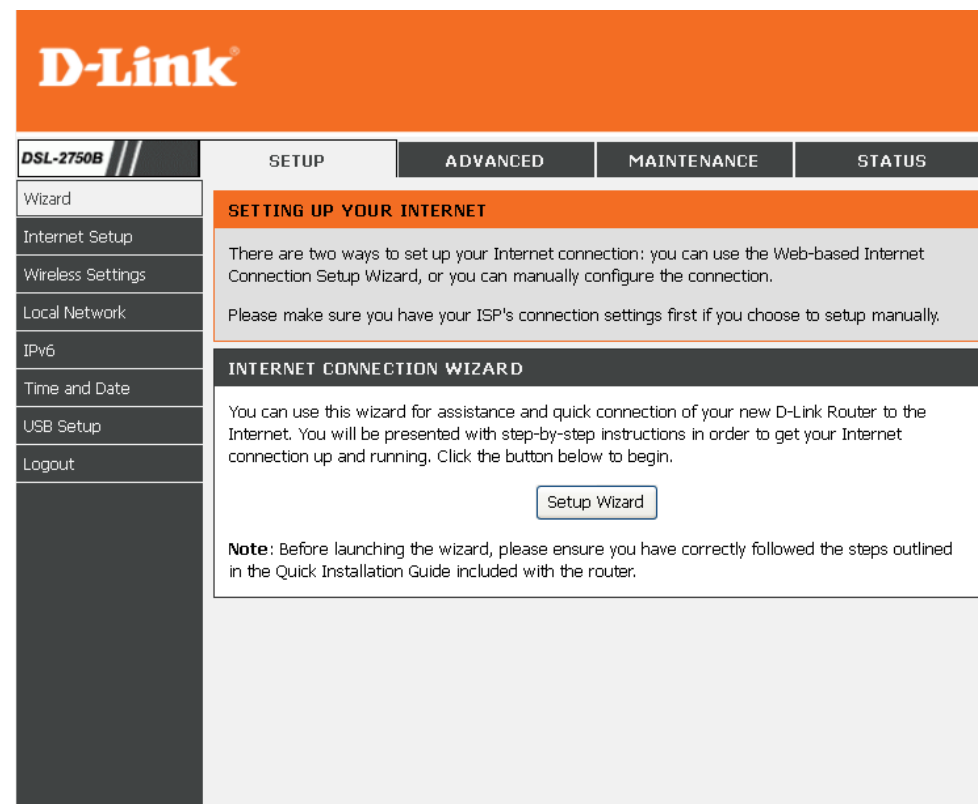 D-Link®
DSL-2750B
SETUP
ADVANCED
MAINTENANCE
STATUS
Wizard
Internet Setup
Wireless Settings
Local Network
IPv6
Time and Date
USB Setup
Logout
SETTING UP YOUR INTERNET
There are two ways to set up your Internet connection: you can use the Web-based Internet
Connection Setup Wizard, or you can manually configure the connection.
Please make sure you have your ISP's connection settings first if you choose to setup manually.
INTERNET CONNECTION WIZARD
You can use this wizard for assistance and quick connection of your new D-Link Router to the
Internet. You will be presented with step-by-step instructions in order to get your Internet
connection up and running. Click the button below to begin.
Setup Wizard
Note: Before launching the wizard, please ensure you have correctly followed the steps outlined
in the Quick Installation Guide included with the router.